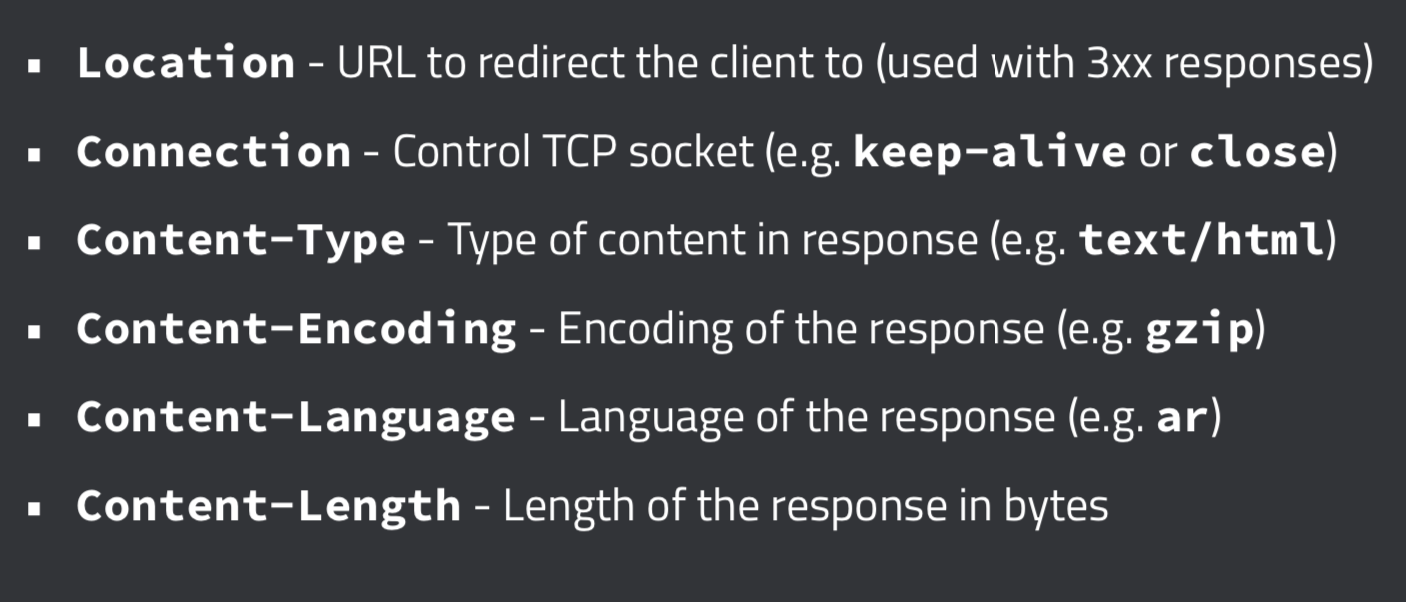 ▪ Location - URL to redirect the client to (used with 3xx responses)
▪ Connection - Control TCP socket (e.g. keep-alive or close)
▪ Content-Type - Type of content in response (e.g. text/html)
▪ Content-Encoding - Encoding of the response (e.g. gzip)
▪ Content-Language - Language of the response (e.g. ar)
▪ Content-Length - Length of the response in bytes